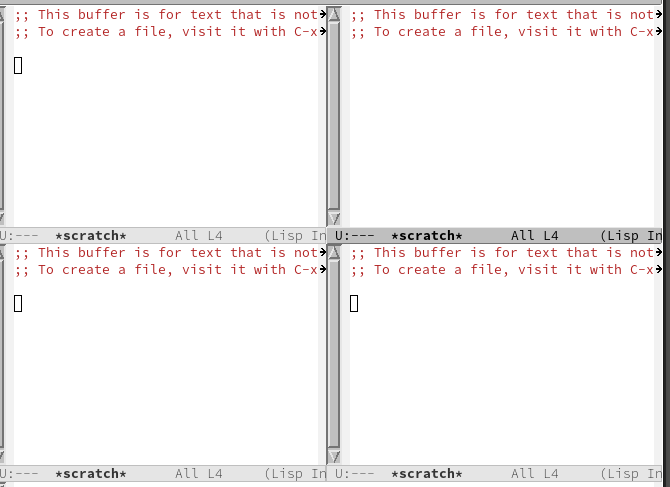 ;; This buffer is for text that is not
;; To create a file, visit it with C-x
U:---  *scratch*      All L4     (Lisp In
;; This buffer is for text that is not
;; To create a file, visit it with C-x
U:---  *scratch*      All L4     (Lisp In
;; This buffer is for text that is not
;; To create a file, visit it with C-x
U:---  *scratch*      All L4     (Lisp In
;; This buffer is for text that is not
;; To create a file, visit it with C-x
U:---  *scratch*      All L4     (Lisp In